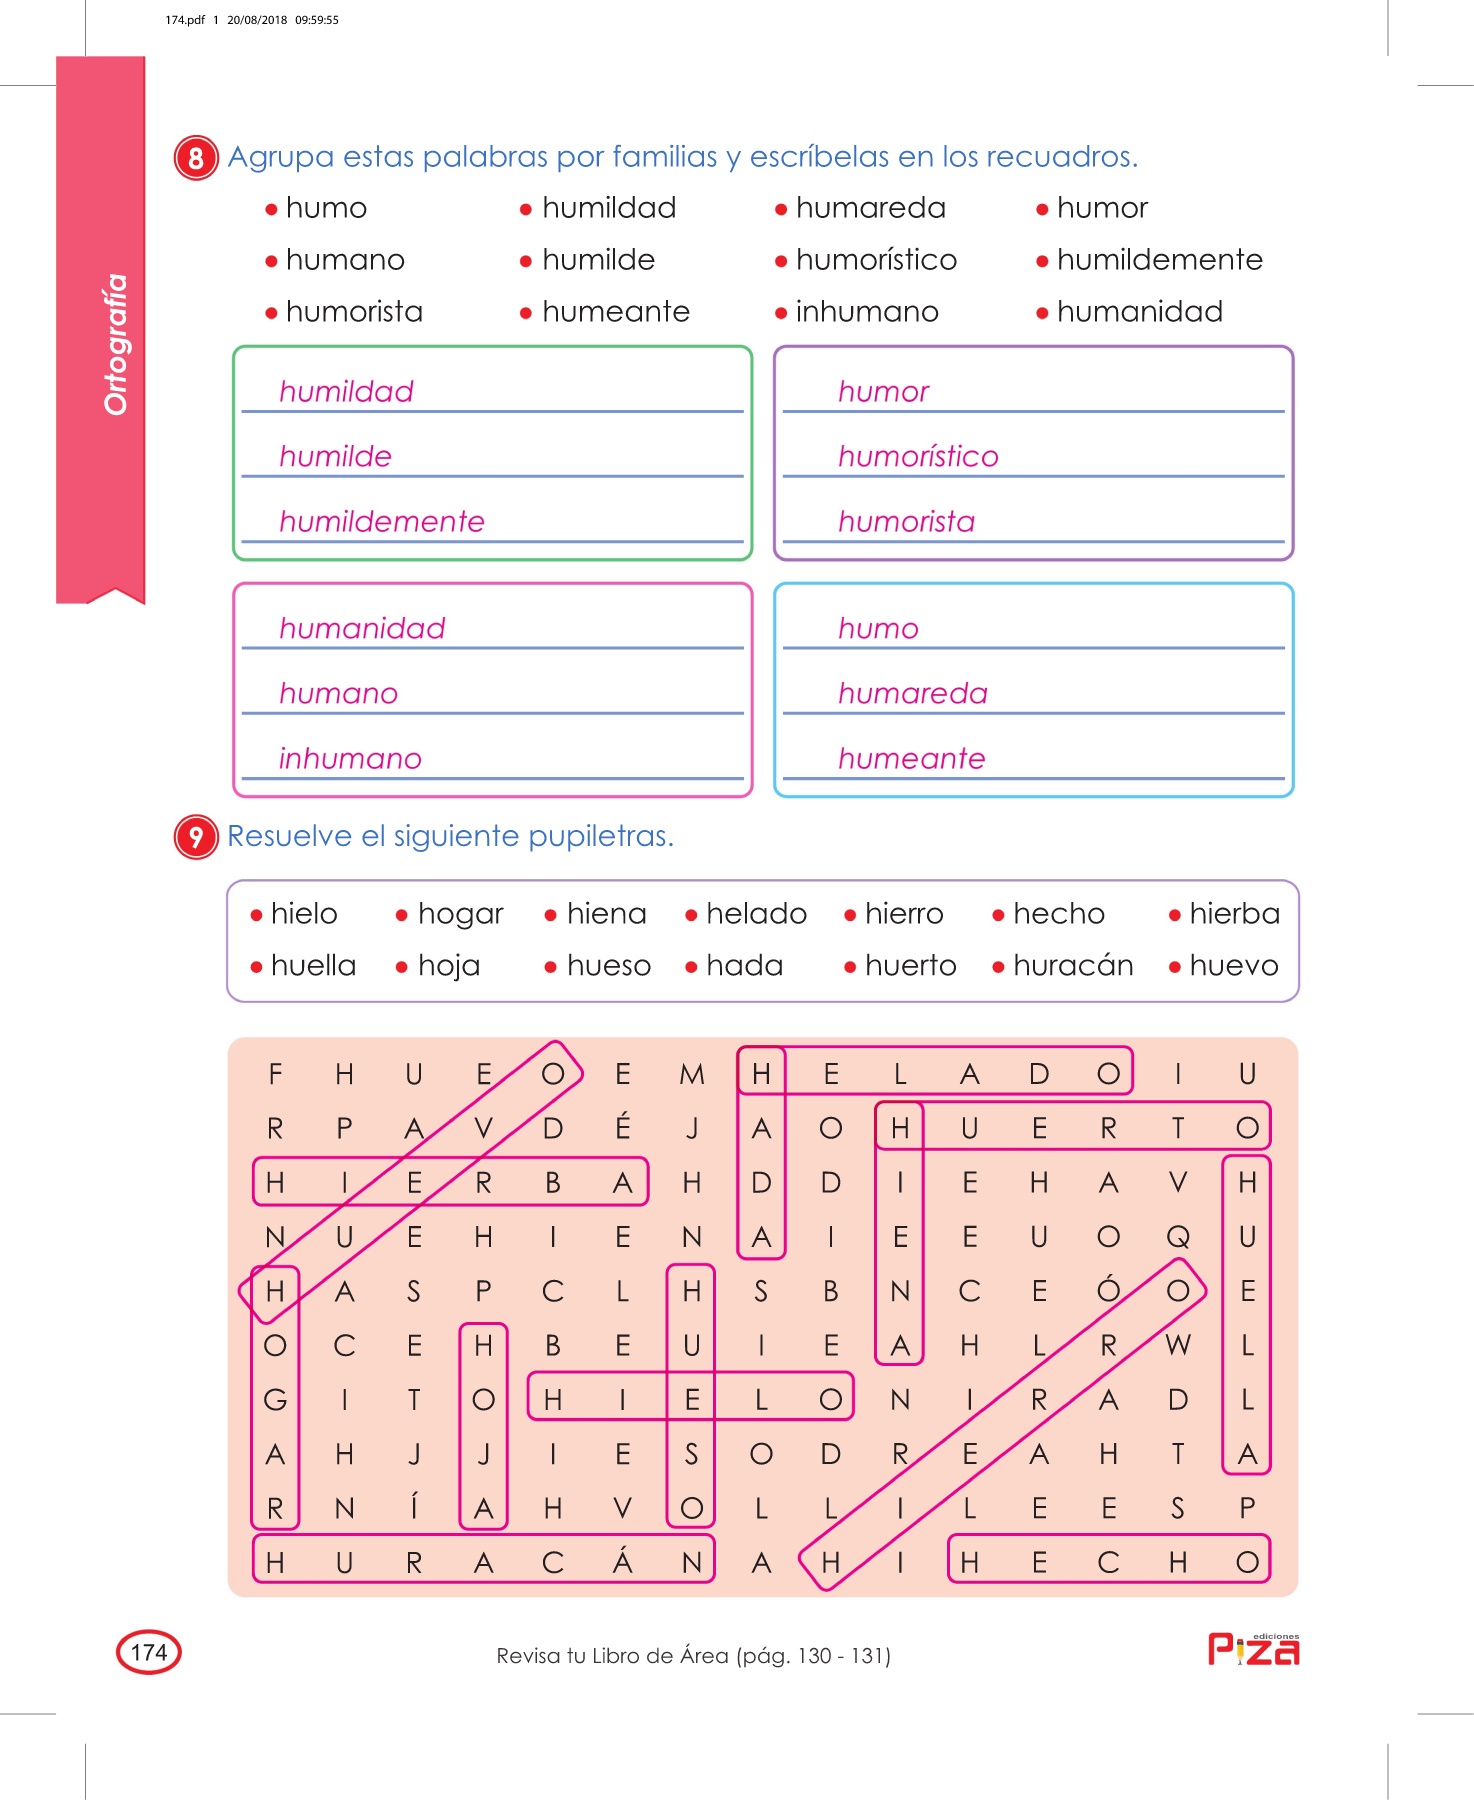 174.pdf 1 20/08/2018 09:59:55
Ortografía
8 Agrupa estas palabras por familias y escríbelas en los recuadros.
• humo • humildad • humareda • humor
• humano • humilde • humorístico • humildemente
• humorista • humeante • inhumano • humanidad
humildad
humilde
humildemente
humor
humorístico
humorista
humanidad
humano
inhumano
humo
humareda
humeante
9 Resuelve el siguiente pupiletras.
• hielo • hogar • hiena • helado • hierro • hecho • hierba
• huella • hoja • hueso • hada • huerto • huracán • huevo
F H U E O E M H E L A D O I U
R P A V D É J A O H U E R T O
H I E R B A H D D I E H A V H
N U E H I E N A I E E U O Q U
H A S P C L H S B N C E Ó O E
O C E H B E U I E A H L R W L
G I T O H I E L O N I R A D L
A H J J I E S O D R E A H T A
R N Í A H V O L L I L E E S P
H U R A C Á N A H I H E C H O
174
Revisa tu Libro de Área (pág. 130 - 131)
ediciones
Piza